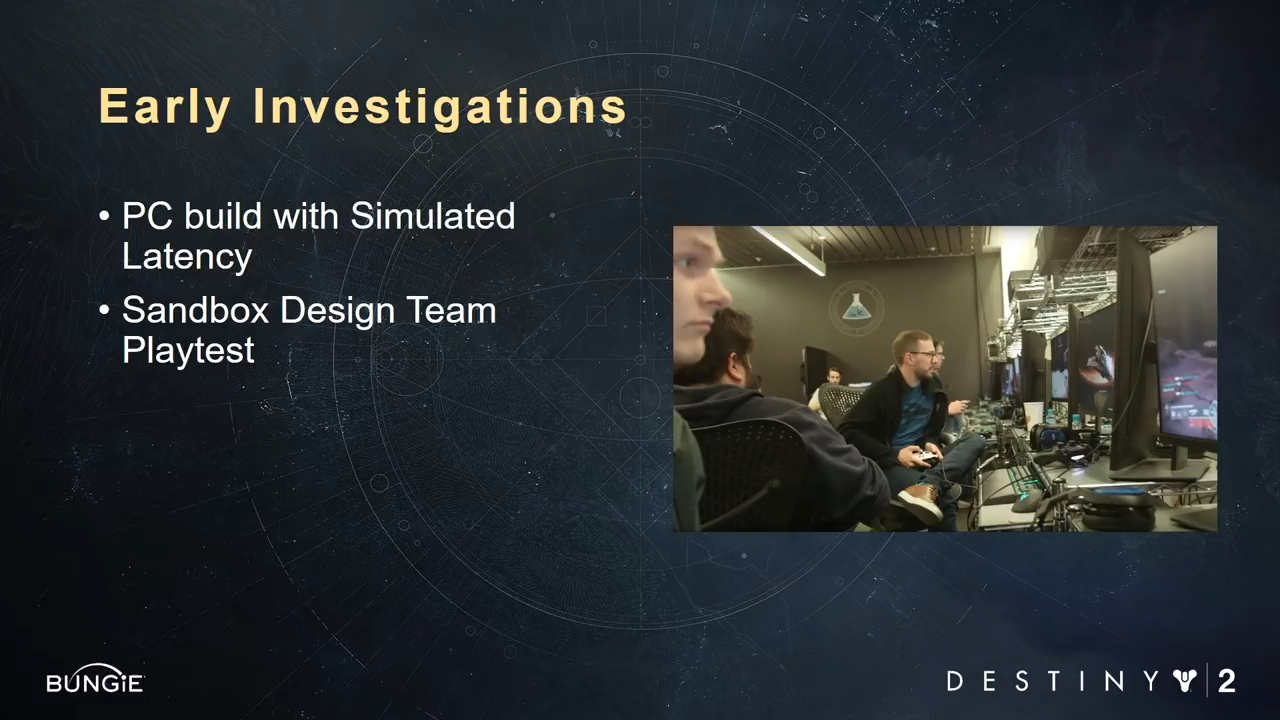 Early Investigations
• PC build with Simulated
Latency
• Sandbox Design Team
Playtest
BUNGiE
DESTINY 2